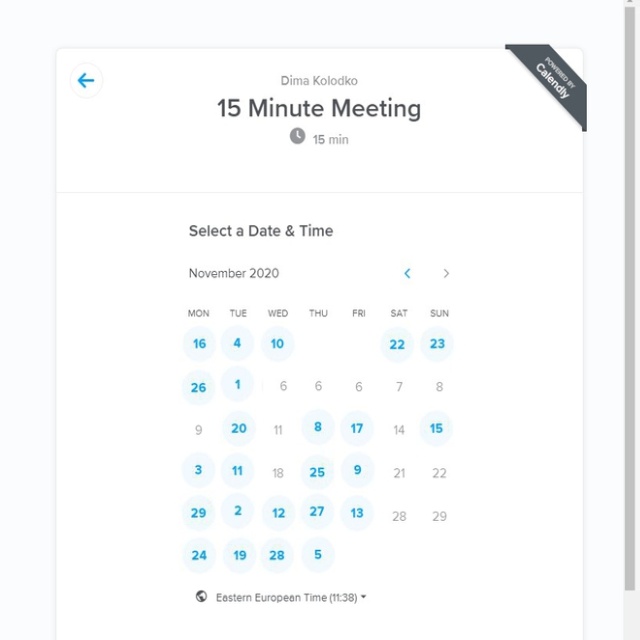 Dima Kolodko
POWERED BY
Calendly
15 Minute Meeting
15 min
Select a Date & Time
November 2020
MON TUE WED THU FRI SAT SUN
16 4 10 22 23
26 1 6 6 6 7 8
9 20 11 8 17 14 15
3 11 18 25 9 21 22
29 2 12 27 13 28 29
24 19 28 5
Eastern European Time (11:38)